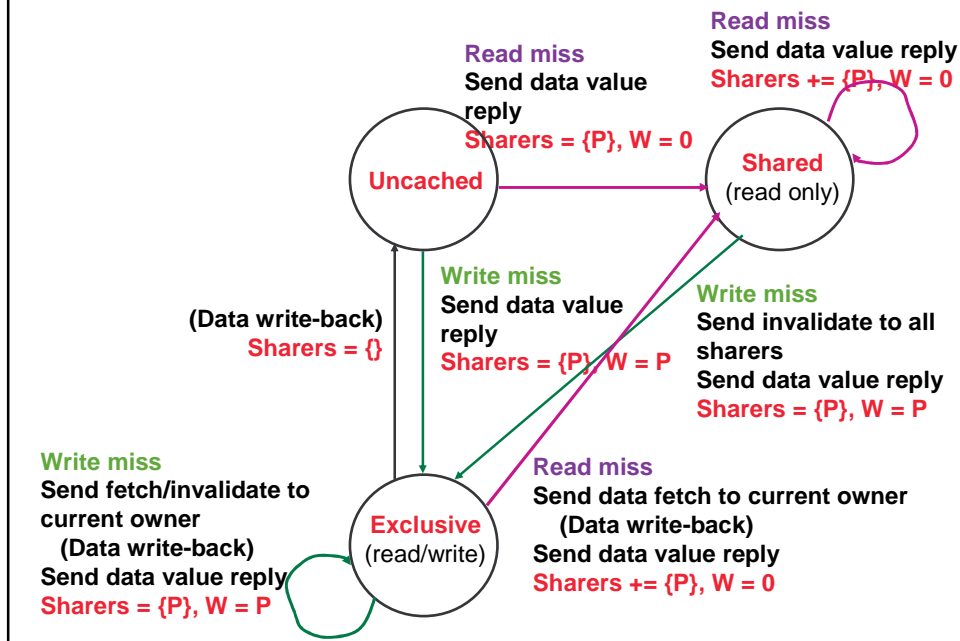 Read miss
Send data value reply
Sharers += {P}, W = 0
Read miss
Send data value
reply
Sharers = {P}, W = 0
Uncached
Shared
(read only)
(Data write-back)
Sharers = {}
Write miss
Send data value
reply
Sharers = {P}, W = P
Write miss
Send invalidate to all
sharers
Send data value reply
Sharers = {P}, W = P
Write miss
Send fetch/invalidate to
current owner
(Data write-back)
Send data value reply
Sharers = {P}, W = P
Exclusive
(read/write)
Read miss
Send data fetch to current owner
(Data write-back)
Send data value reply
Sharers += {P}, W = 0